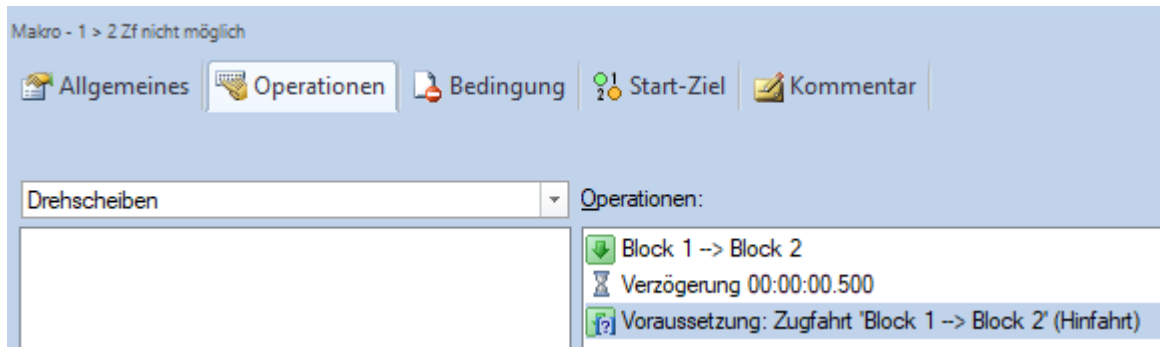 Makro - 1 > 2 Zf nicht möglich
Allgemeines Operationen Bedingung Start-Ziel Kommentar
Drehscheiben Operationen:
Block 1 --> Block 2
Verzögerung 00:00:00.500
Voraussetzung: Zugfahrt 'Block 1 --> Block 2' (Hinfahrt)